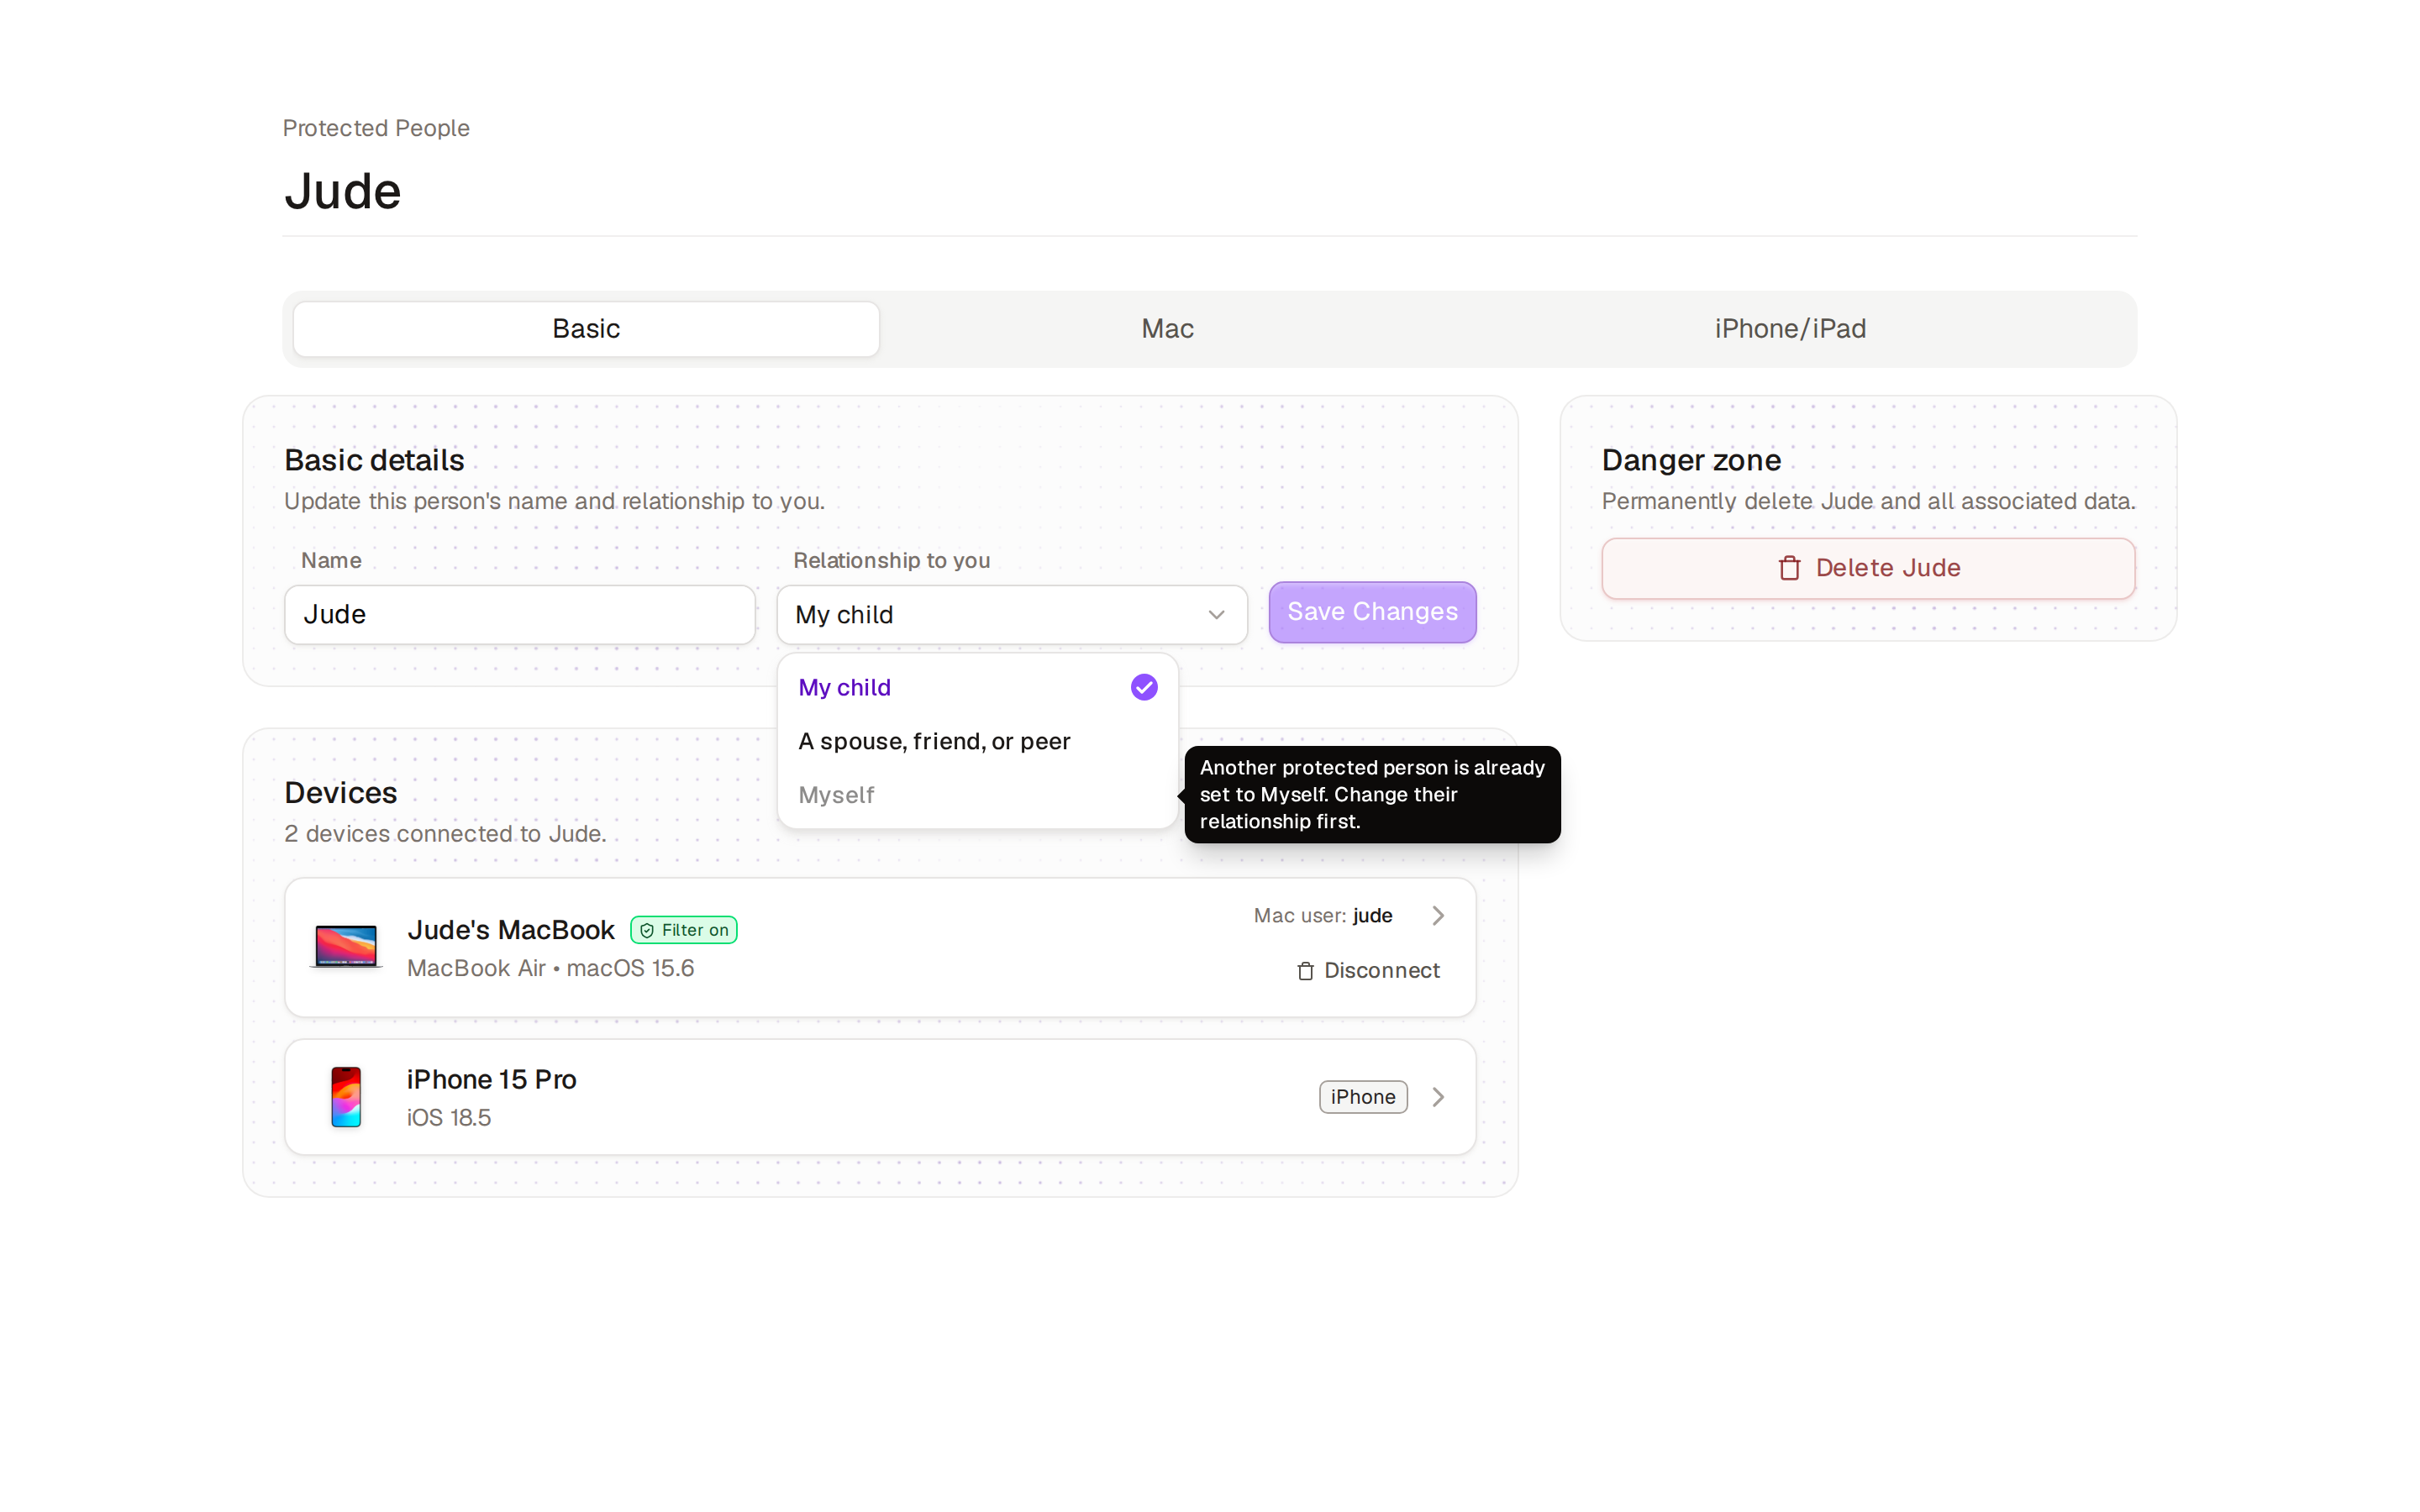 Protected People
Jude
Basic
Mac
iPhone/iPad
Basic details
Update this person's name and relationship to you.
Name
Relationship to you
Jude
My child
Save Changes
My child
A spouse, friend, or peer
Myself
Another protected person is already
set to Myself. Change their
relationship first.
Danger zone
Permanently delete Jude and all associated data.
Delete Jude
Devices
2 devices connected to Jude.
Jude's MacBook
Filter on
MacBook Air • macOS 15.6
Mac user: jude
Disconnect
iPhone 15 Pro
iOS 18.5
iPhone